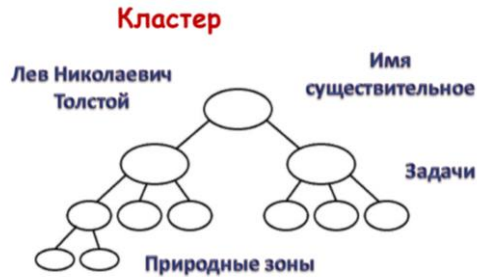 Кластер
Лев Николаевич
Толстой
Имя
существительное
Задачи
Природные зоны